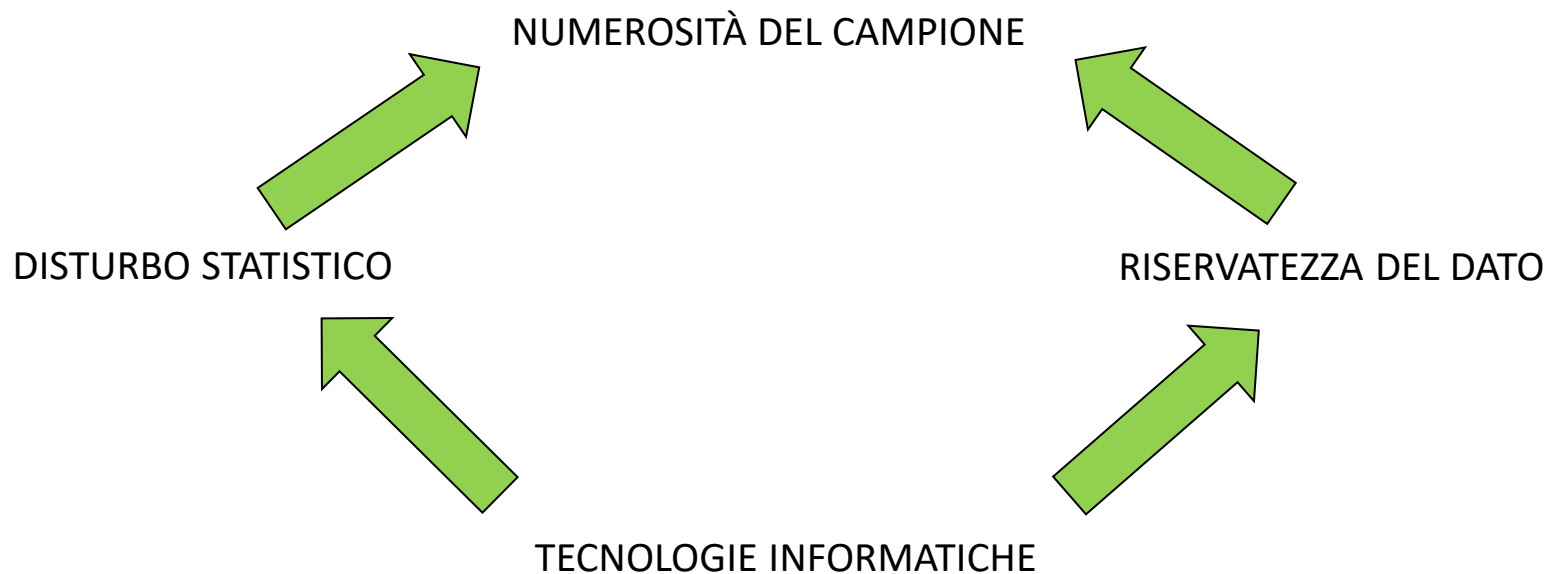 NUMEROSITÀ DEL CAMPIONE
DISTURBO STATISTICO
RISERVATEZZA DEL DATO
TECNOLOGIE INFORMATICHE